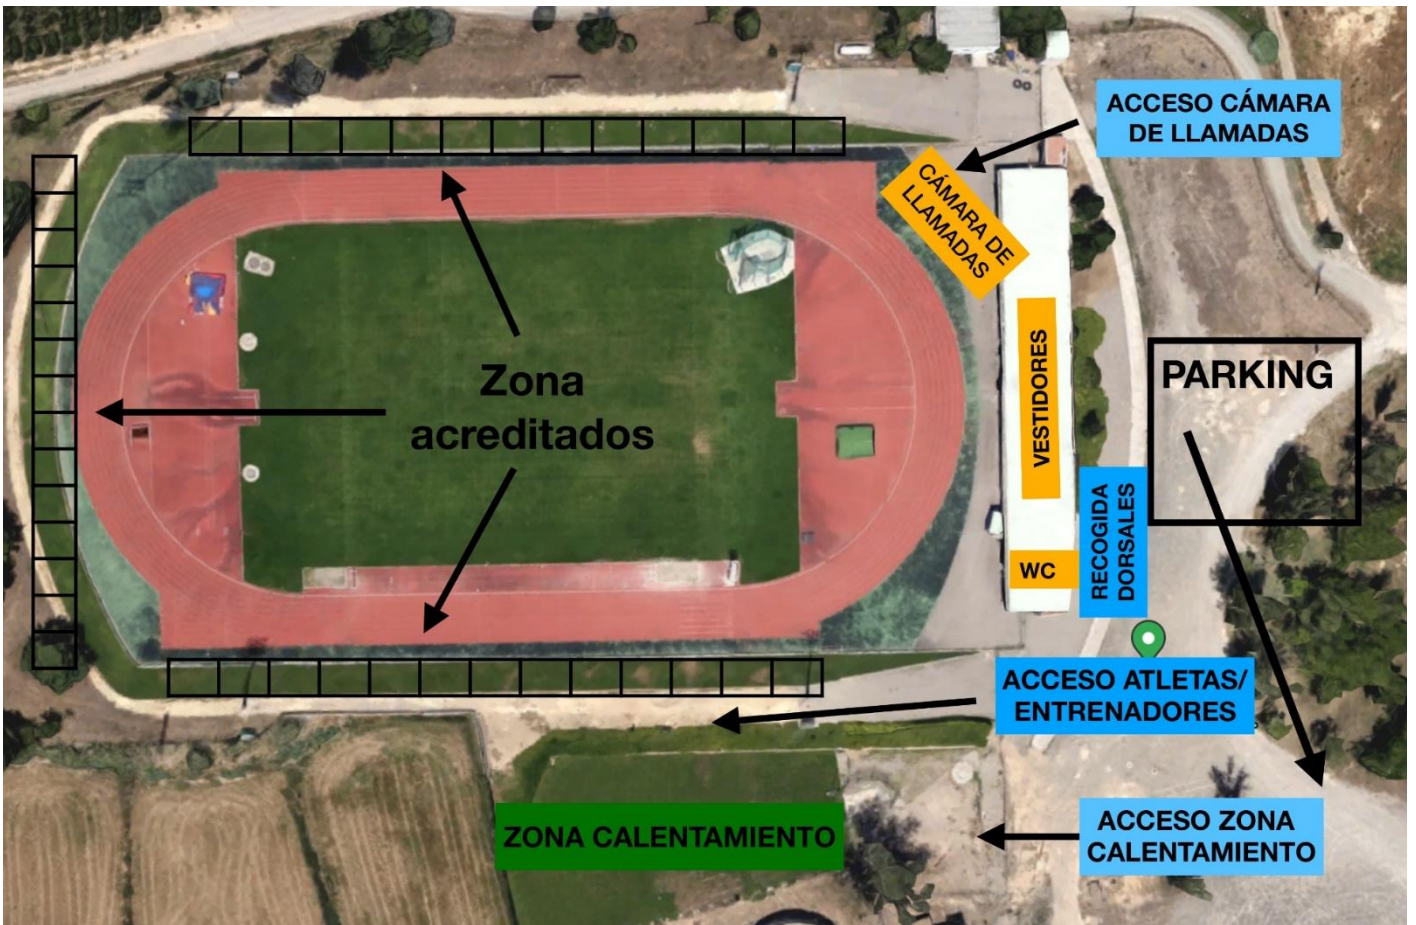 ACCESO CÁMARA
DE LLAMADAS
CÁMARA DE
LLAMADAS
VESTIDORES
PARKING
Zona
acreditados
RECOGIDA
DORSALES
WC
ACCESO ATLETAS/
ENTRENADORES
ZONA CALENTAMIENTO
ACCESO ZONA
CALENTAMIENTO